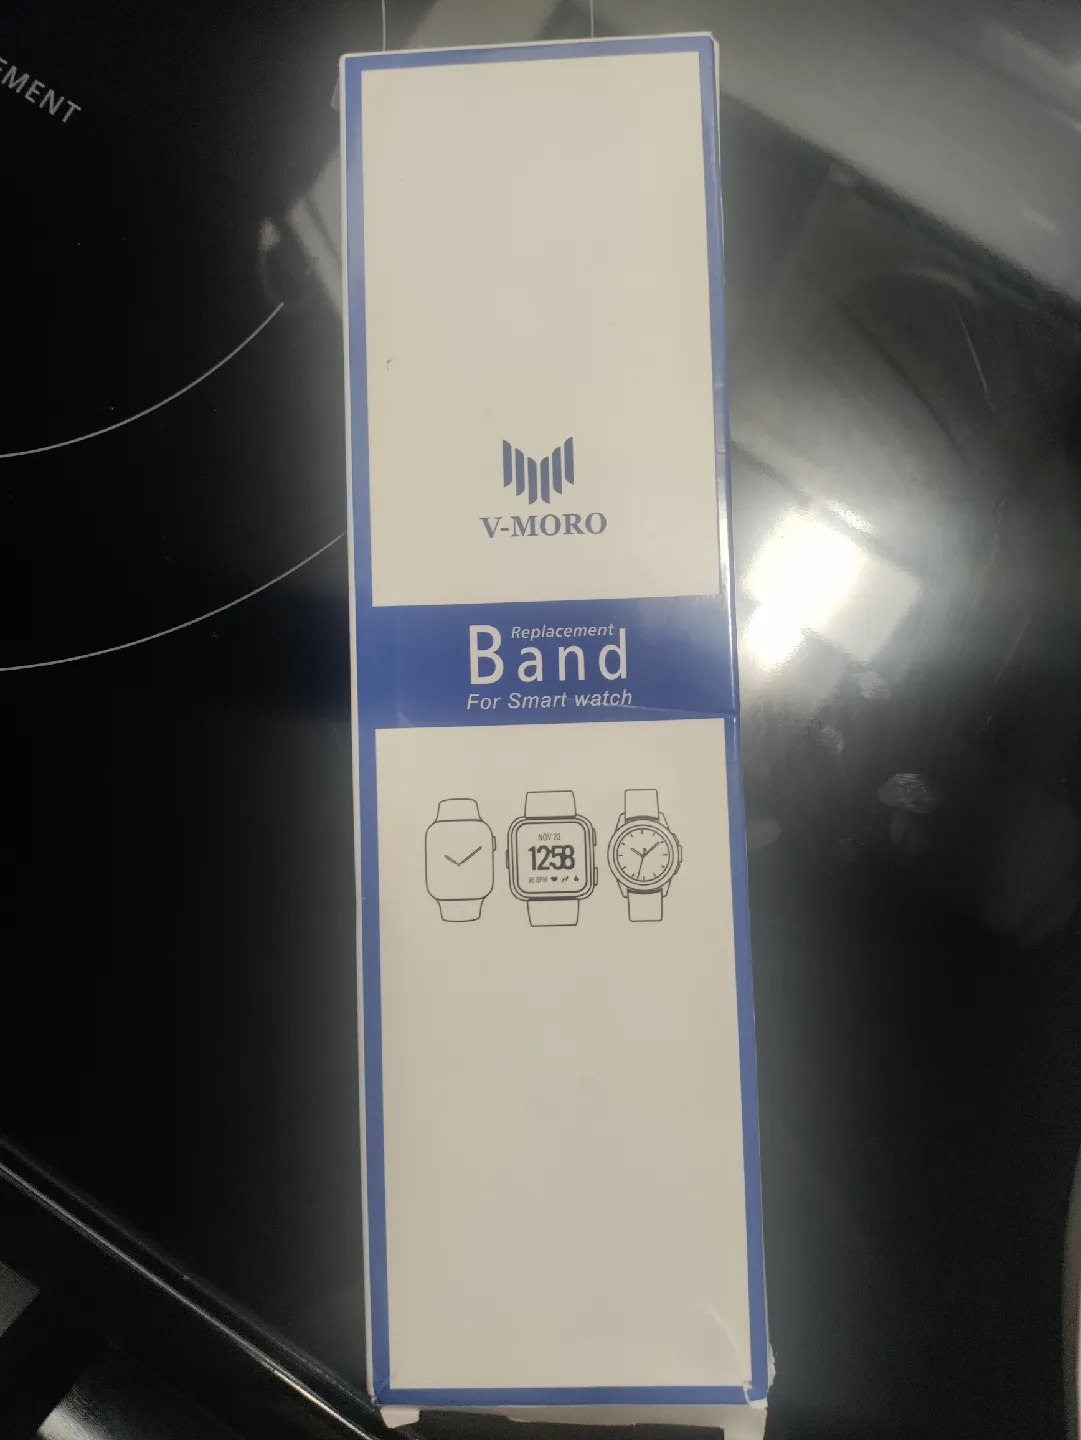 EMENT
V-MORO
Replacement
Band
For Smart watch
NOV 23
12:58